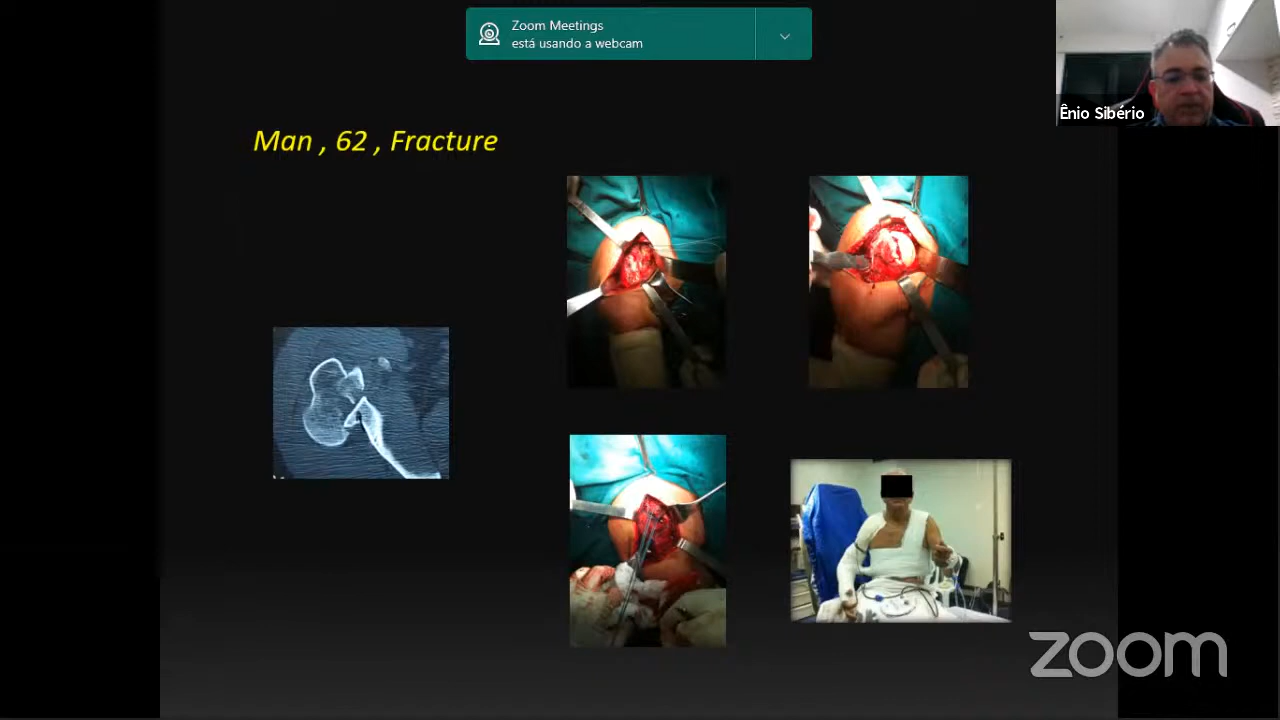 Zoom Meetings
está usando a webcam
Ênio Sibério
Man , 62 , Fracture
zoom